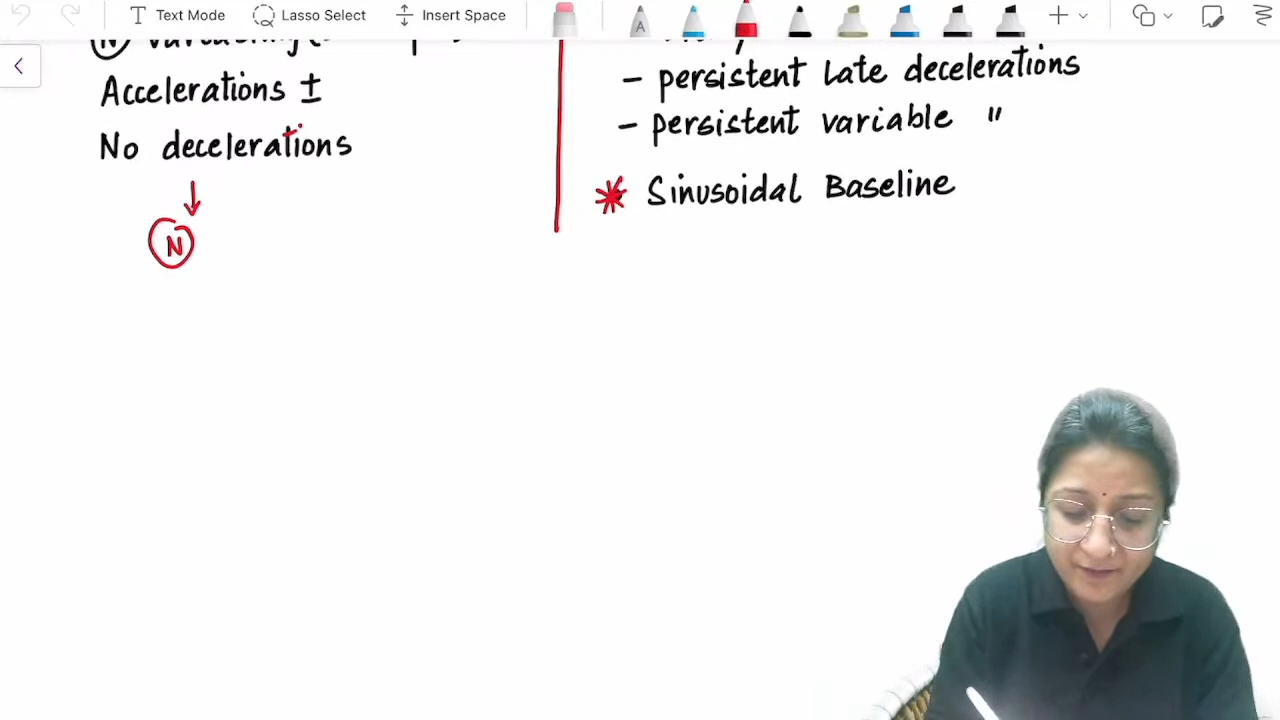 Text Mode
Lasso Select
Insert Space
A
Accelerations ±
No decelerations
↓
N
- persistent Late decelerations
- persistent variable "
* Sinusoidal Baseline